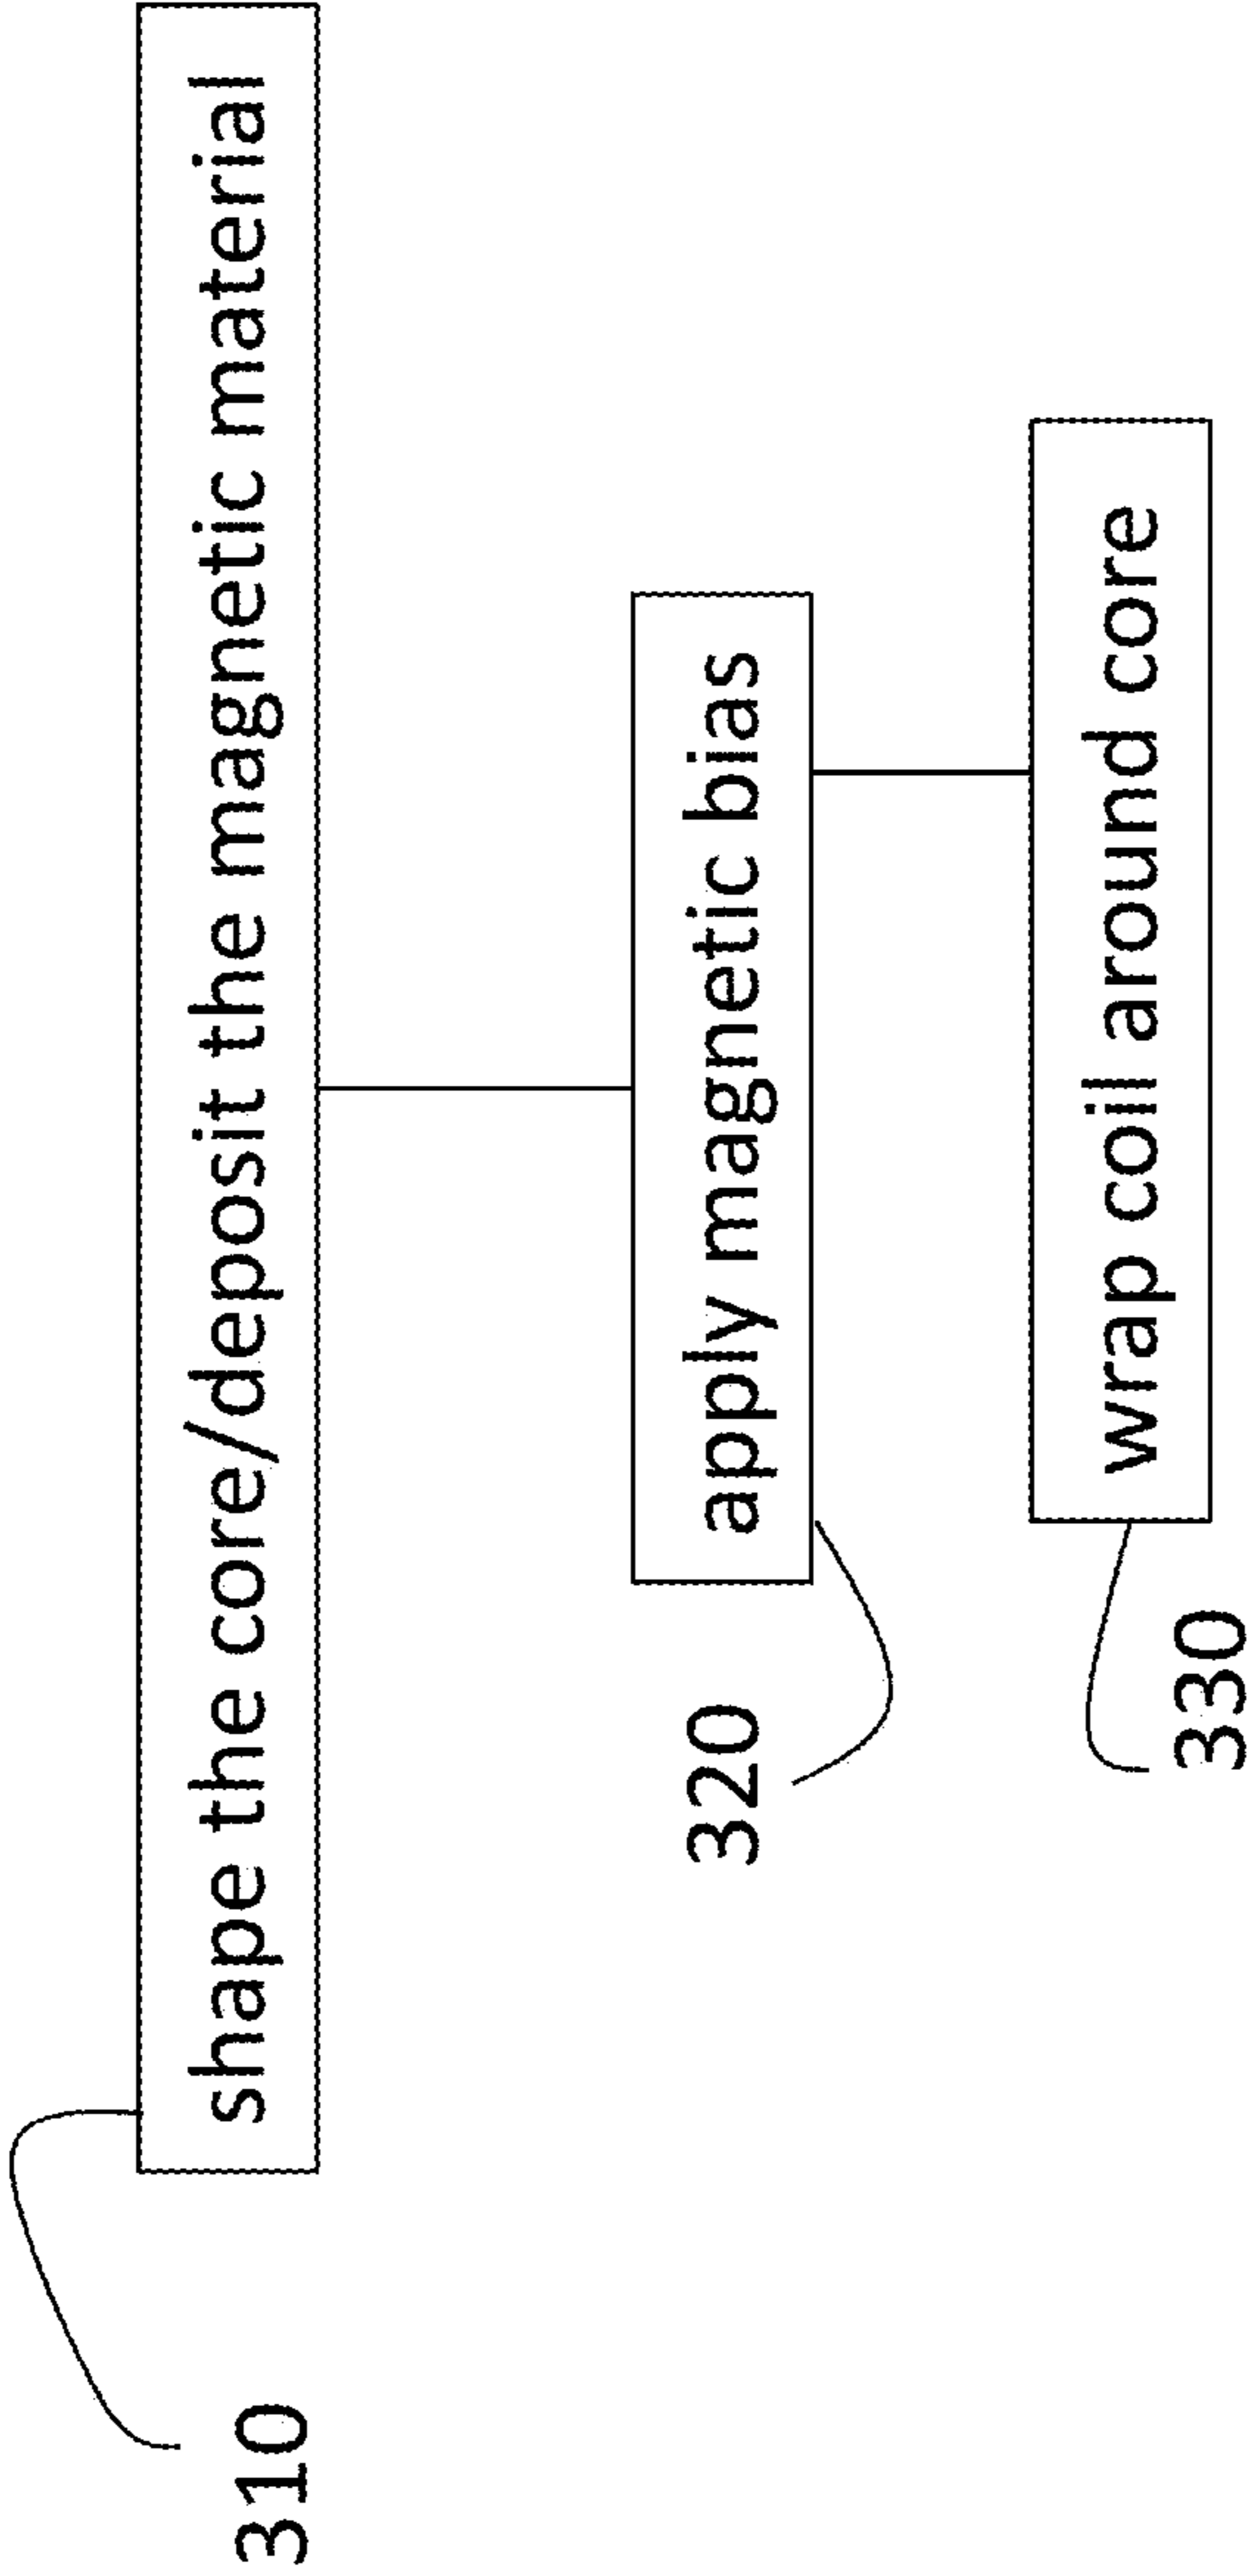 310
shape the core/deposit the magnetic material
320
apply magnetic bias
330
wrap coil around core